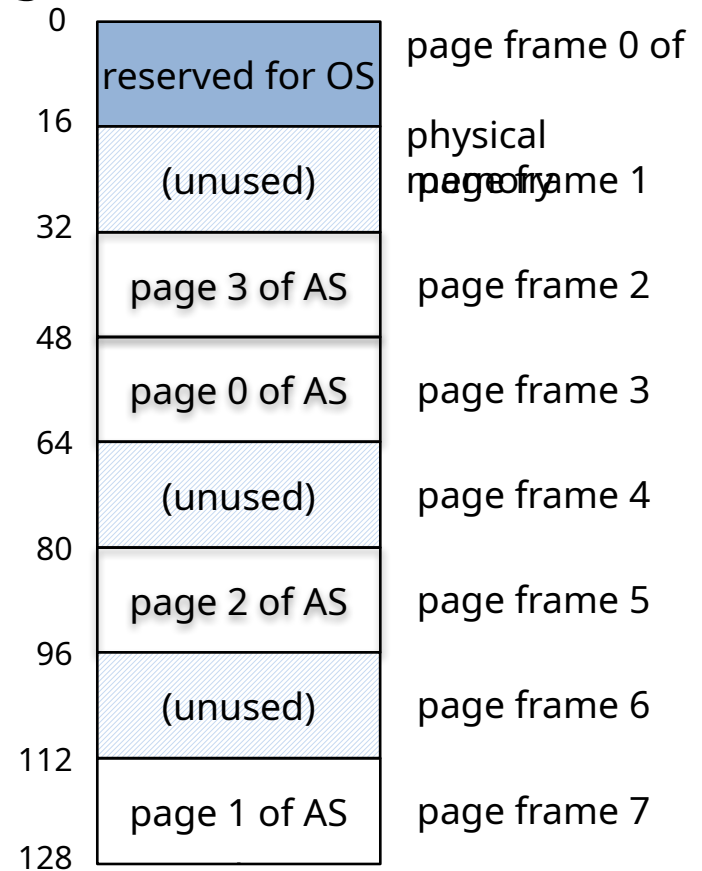 0
page frame 0 of
reserved for OS
16
physical
memory
(unused)
page frame 1
32
page 3 of AS
page frame 2
48
page 0 of AS
page frame 3
64
(unused)
page frame 4
80
page 2 of AS
page frame 5
96
(unused)
page frame 6
112
page 1 of AS
page frame 7
128